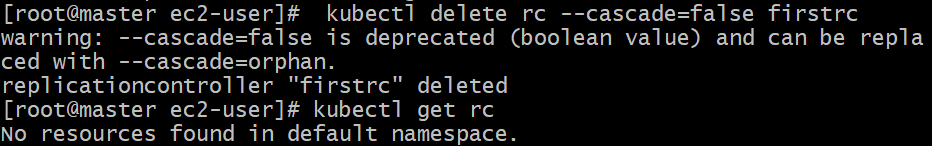 [root@master ec2-user]#  kubectl delete rc --cascade=false firstrc
warning: --cascade=false is deprecated (boolean value) and can be repla
ced with --cascade=orphan.
replicationcontroller "firstrc" deleted
[root@master ec2-user]# kubectl get rc
No resources found in default namespace.